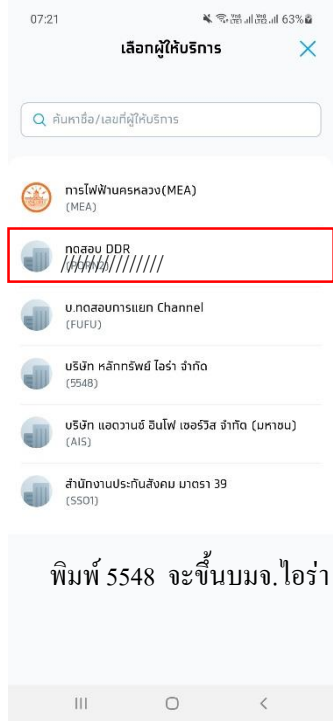 07:21
63%
เลือกผู้ให้บริการ
ค้นหาชื่อ/เลขที่ผู้ให้บริการ
การไฟฟ้านครหลวง(MEA)
(MEA)
ทดสอบ DDR
บ.ทดสอบการแยก Channel
(FUFU)
บริษัท หลักทรัพย์ ไอร่า จำกัด
(5548)
บริษัท แอดวานซ์ อินโฟ เซอร์วิส จำกัด (มหาชน)
(AIS)
สำนักงานประกันสังคม มาตรา 39
(SSO1)
พิมพ์ 5548 จะขึ้นบมจ.ไอร่า